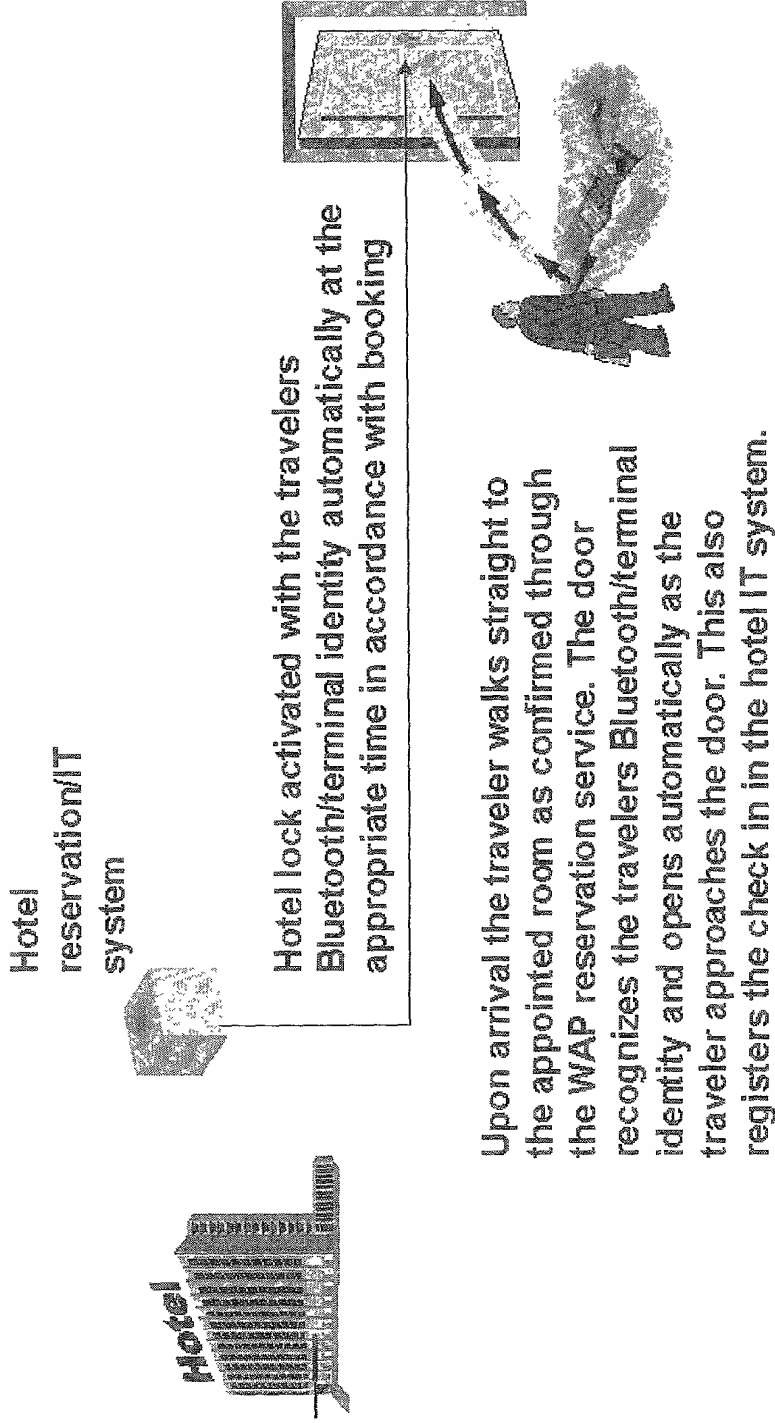 Hotel
reservation/IT
system
Hotel
Hotel lock activated with the travelers
Bluetooth/terminal identity automatically at the
appropriate time in accordance with booking
Upon arrival the traveler walks straight to
the appointed room as confirmed through
the WAP reservation service. The door
recognizes the travelers Bluetooth/terminal
identity and opens automatically as the
traveler approaches the door. This also
registers the check in in the hotel IT system.